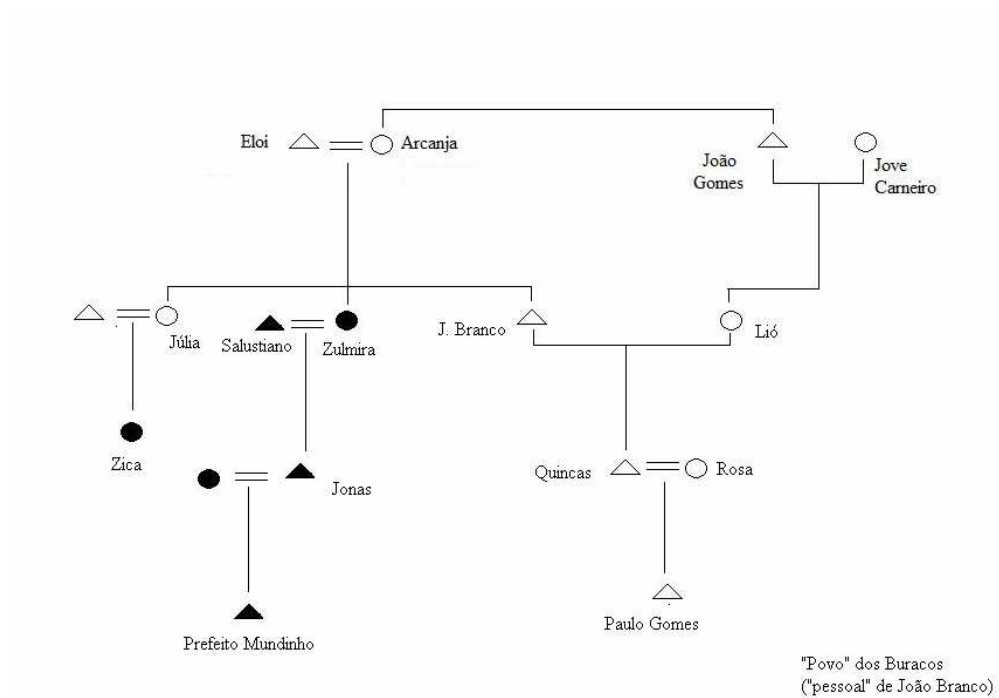 Eloi
Arcanja
João
Gomes
Jove
Carneiro
Júlia
Salustiano
Zulmira
J. Branco
Lió
Zica
Jonas
Quincas
Rosa
Prefeito Mundinho
Paulo Gomes
"Povo" dos Buracos
("pessoal" de João Branco)